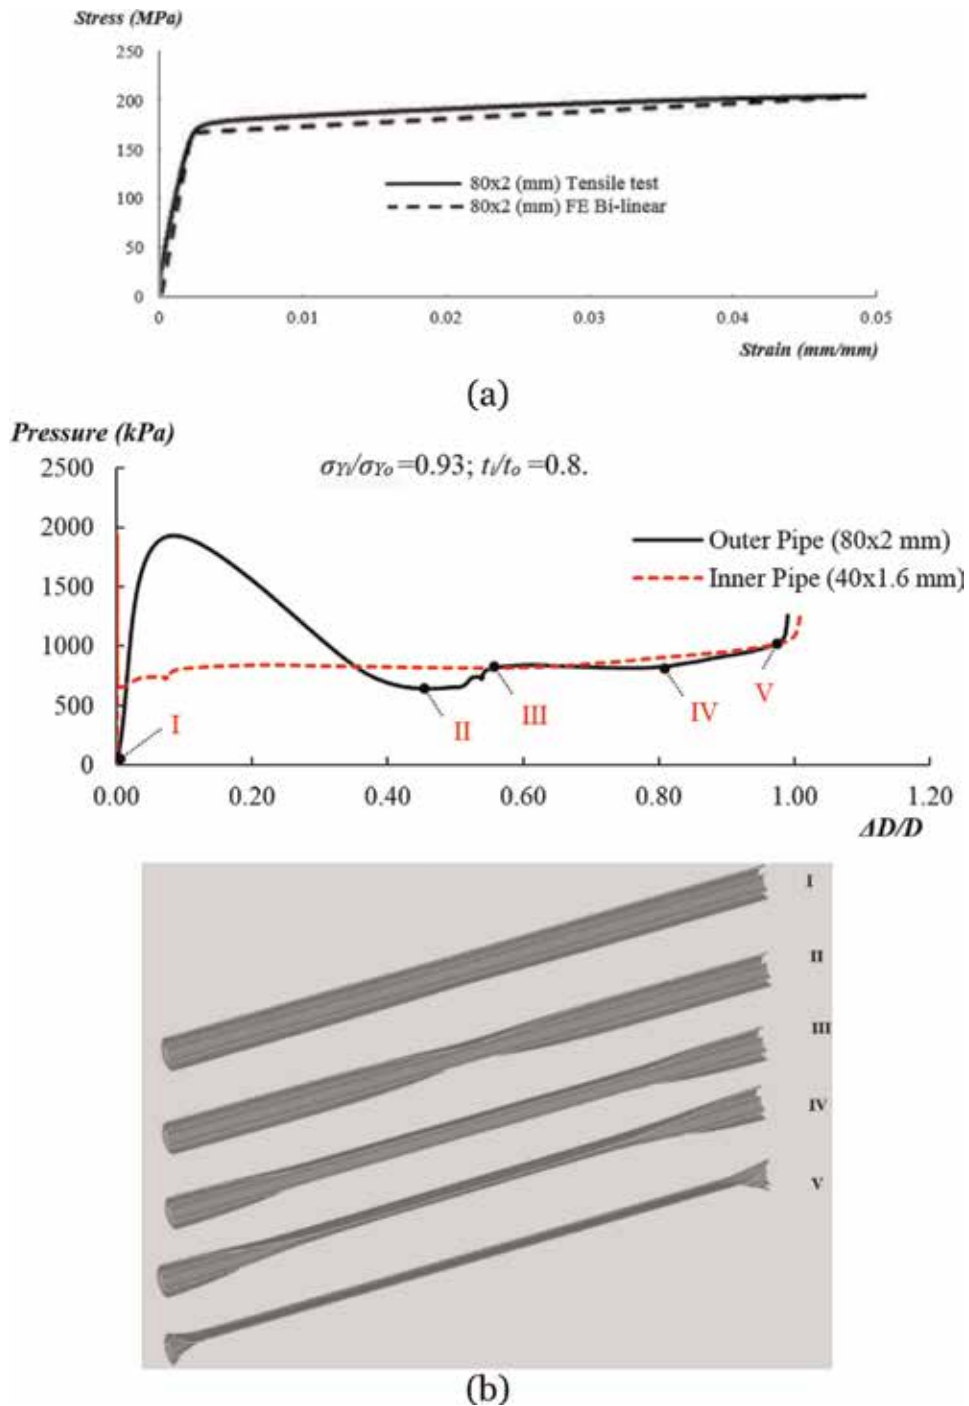 Stress (MPa)
250
200
150
100
50
0
80x2 (mm) Tensile test
80x2 (mm) FE Bi-linear
0 0.01 0.02 0.03 0.04 0.05
Strain (mm/mm)
(a)
Pressure (kPa)
σYi/σYo =0.93; ti/to =0.8.
2500
2000
1500
1000
500
0
Outer Pipe (80x2 mm)
Inner Pipe (40x1.6 mm)
I
II
III
IV
V
0.00 0.20 0.40 0.60 0.80 1.00 1.20
ΔD/D
I
II
III
IV
V
(b)